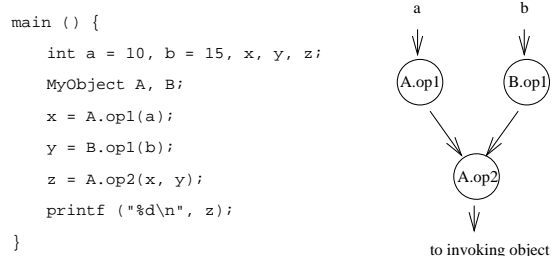 main () {
int a = 10, b = 15, x, y, z;
MyObject A, B;
x = A.op1(a);
y = B.op1(b);
z = A.op2(x, y);
printf ("%d\n", z);
}
a
b
A.op1
B.op1
A.op2
to invoking object